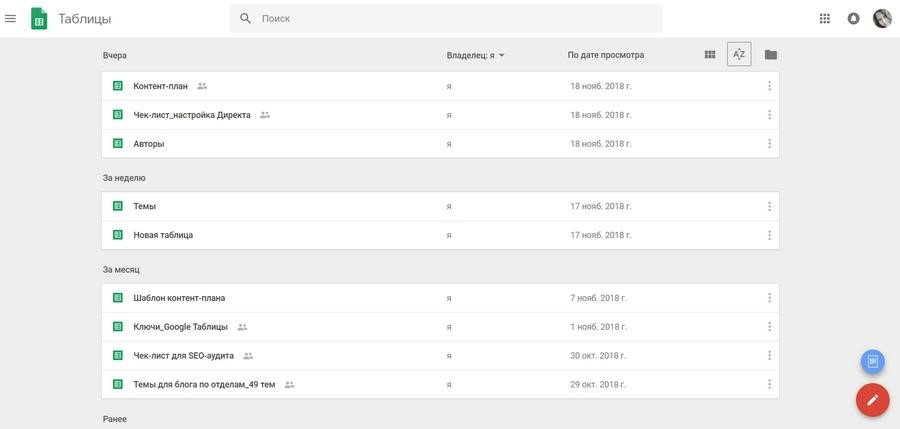 Таблицы
Поиск
Вчера Владелец: я По дате просмотра AZ
Контент-план я 18 нояб. 2018 г.
Чек-лист_настройка Директа я 18 нояб. 2018 г.
Авторы я 18 нояб. 2018 г.
За неделю
Темы я 17 нояб. 2018 г.
Новая таблица я 17 нояб. 2018 г.
За месяц
Шаблон контент-плана я 7 нояб. 2018 г.
Ключи_Google Таблицы я 1 нояб. 2018 г.
Чек-лист для SEO-аудита я 30 окт. 2018 г.
Темы для блога по отделам_49 тем я 29 окт. 2018 г.
Ранее